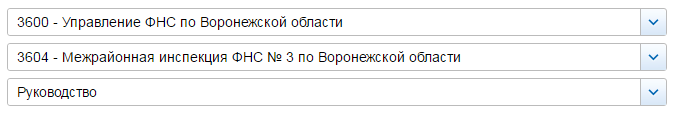 3600 - Управление ФНС по Воронежской области
3604 - Межрайонная инспекция ФНС № 3 по Воронежской области
Руководство